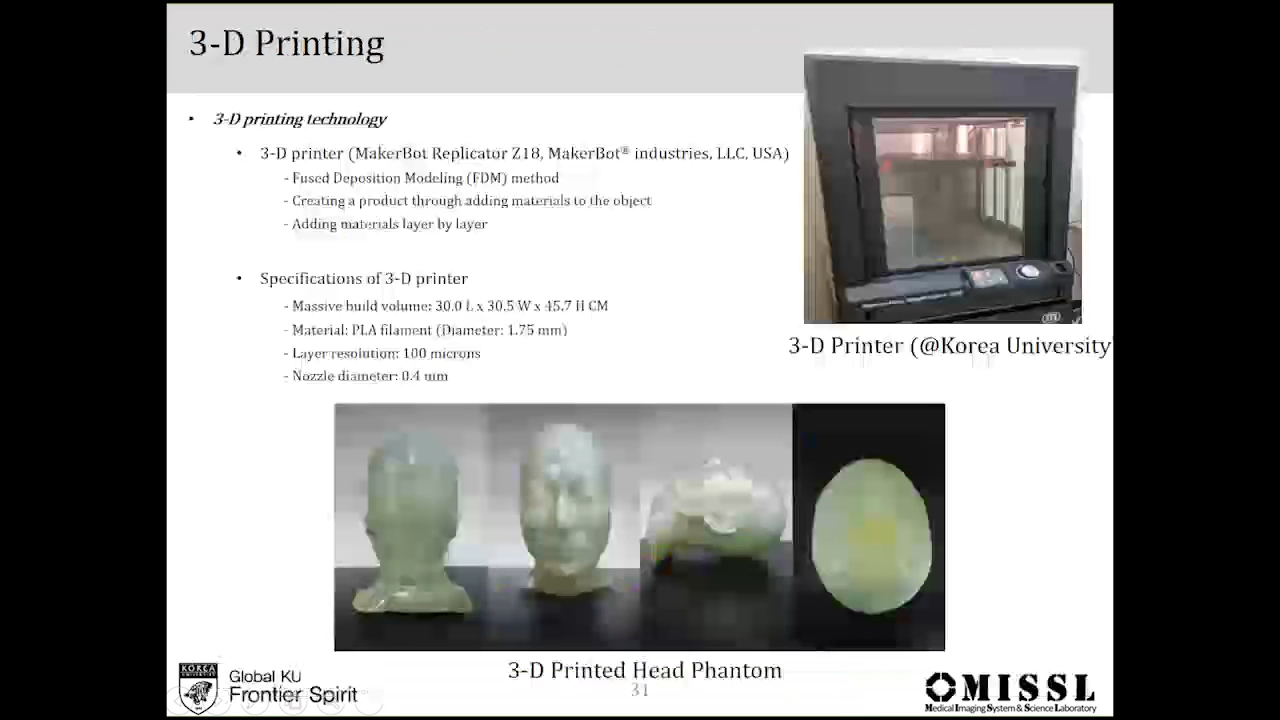 3-D Printing
• 3-D printing technology
• 3-D printer (MakerBot Replicator Z18, MakerBot® industries, LLC, USA)
- Fused Deposition Modeling (FDM) method
- Creating a product through adding materials to the object
- Adding materials layer by layer
• Specifications of 3-D printer
- Massive build volume: 30.0 L x 30.5 W x 45.7 H CM
- Material: PLA filament (Diameter: 1.75 mm)
- Layer resolution: 100 microns
- Nozzle diameter: 0.4 mm
3-D Printer (@Korea University
3-D Printed Head Phantom
31
KOREA
Global KU
Frontier Spirit
MISSL
Medical Imaging System & Science Laboratory